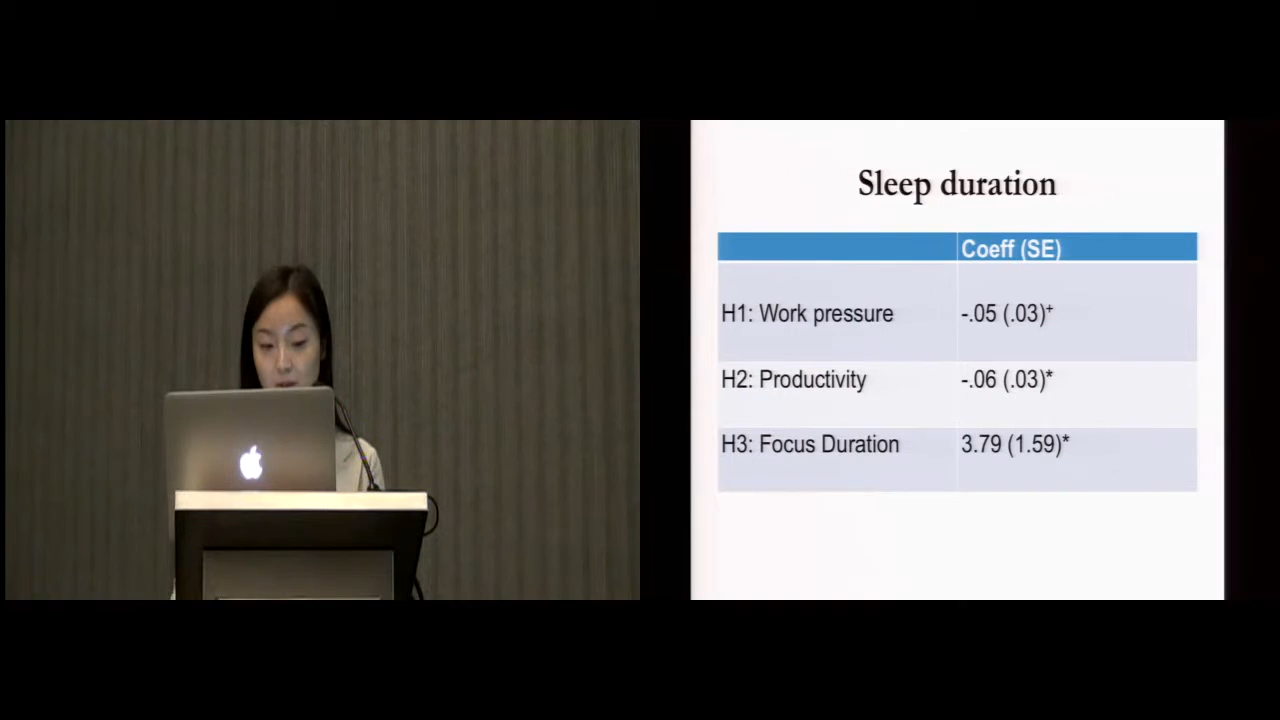 Sleep duration
Coeff (SE)
H1: Work pressure -.05 (.03)+
H2: Productivity -.06 (.03)*
H3: Focus Duration 3.79 (1.59)*